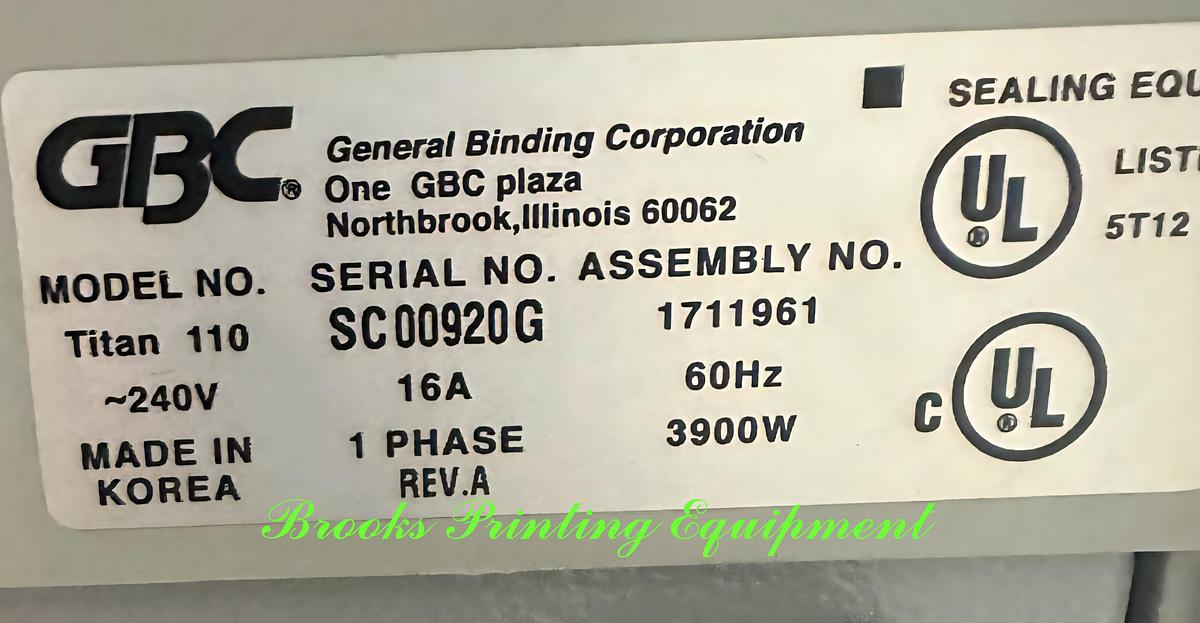 GBC®
General Binding Corporation
One GBC plaza
Northbrook,Illinois 60062
MODEL NO. SERIAL NO. ASSEMBLY NO.
Titan 110 SC00920G 1711961
~240V 16A 60Hz
MADE IN 1 PHASE 3900W
KOREA REV.A
■ SEALING EQU
UL®
LIST
5T12
C UL®
Brooks Printing Equipment